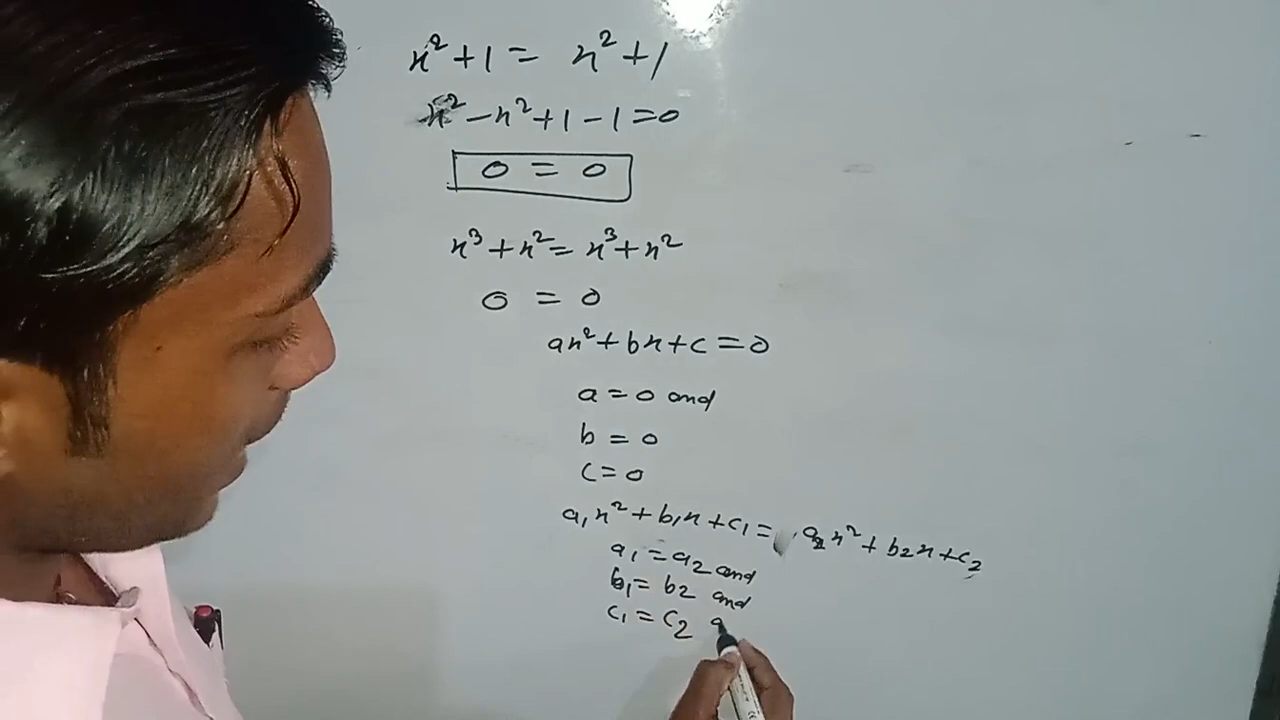 x² + 1 = x² + 1
x² - x² + 1 - 1 = 0
0 = 0
x³ + x² = x³ + x²
0 = 0
ax² + bx + c = 0
a = 0 and
b = 0
c = 0
a₁x² + b₁x + c₁ = a₂x² + b₂x + c₂
a₁ = a₂ and
b₁ = b₂ and
c₁ = c₂ a